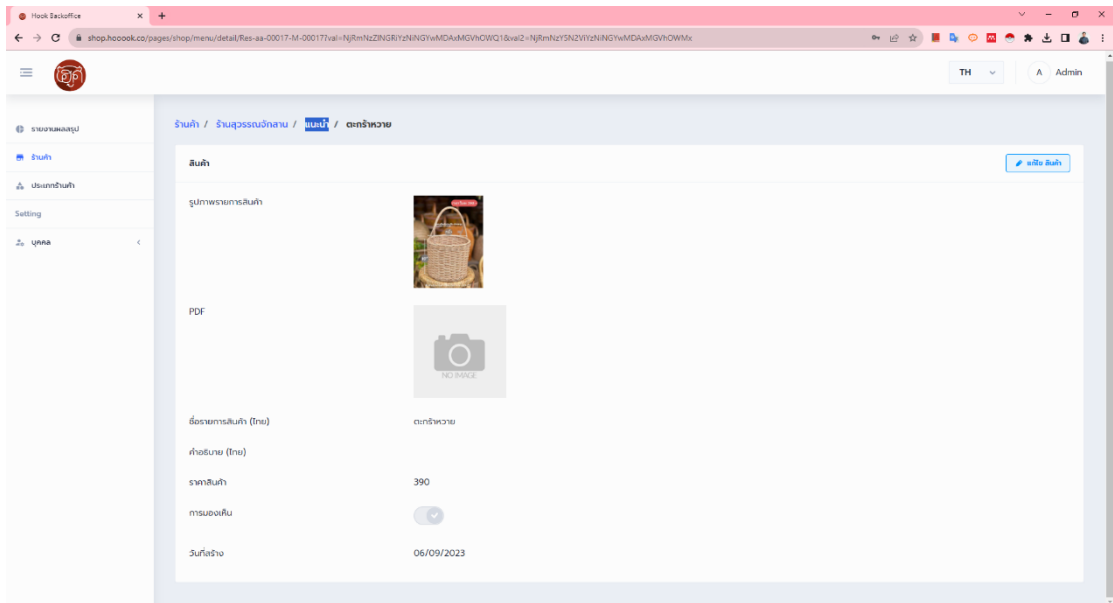 Hook Backoffice
shop.hooook.co/pages/shop/menu/detail/Res-aa-00017-M-00017?val=NjRmNzZlNGRiYzNiNGYwMDAxMGVhOWQ1&val2=NjRmNzY5N2ViYzNiNGYwMDAxMGVhOWMx
TH
A Admin
รายงานผลสรุป
ร้านค้า
ประเภทร้านค้า
Setting
บุคคล
ร้านค้า / ร้านสุวรรณจักสาน / แนะนำ / ตะกร้าหวาย
สินค้า
แก้ไข สินค้า
รูปภาพรายการสินค้า
PDF
NO IMAGE
ชื่อรายการสินค้า (ไทย) ตะกร้าหวาย
คำอธิบาย (ไทย)
ราคาสินค้า 390
การมองเห็น
วันที่สร้าง 06/09/2023